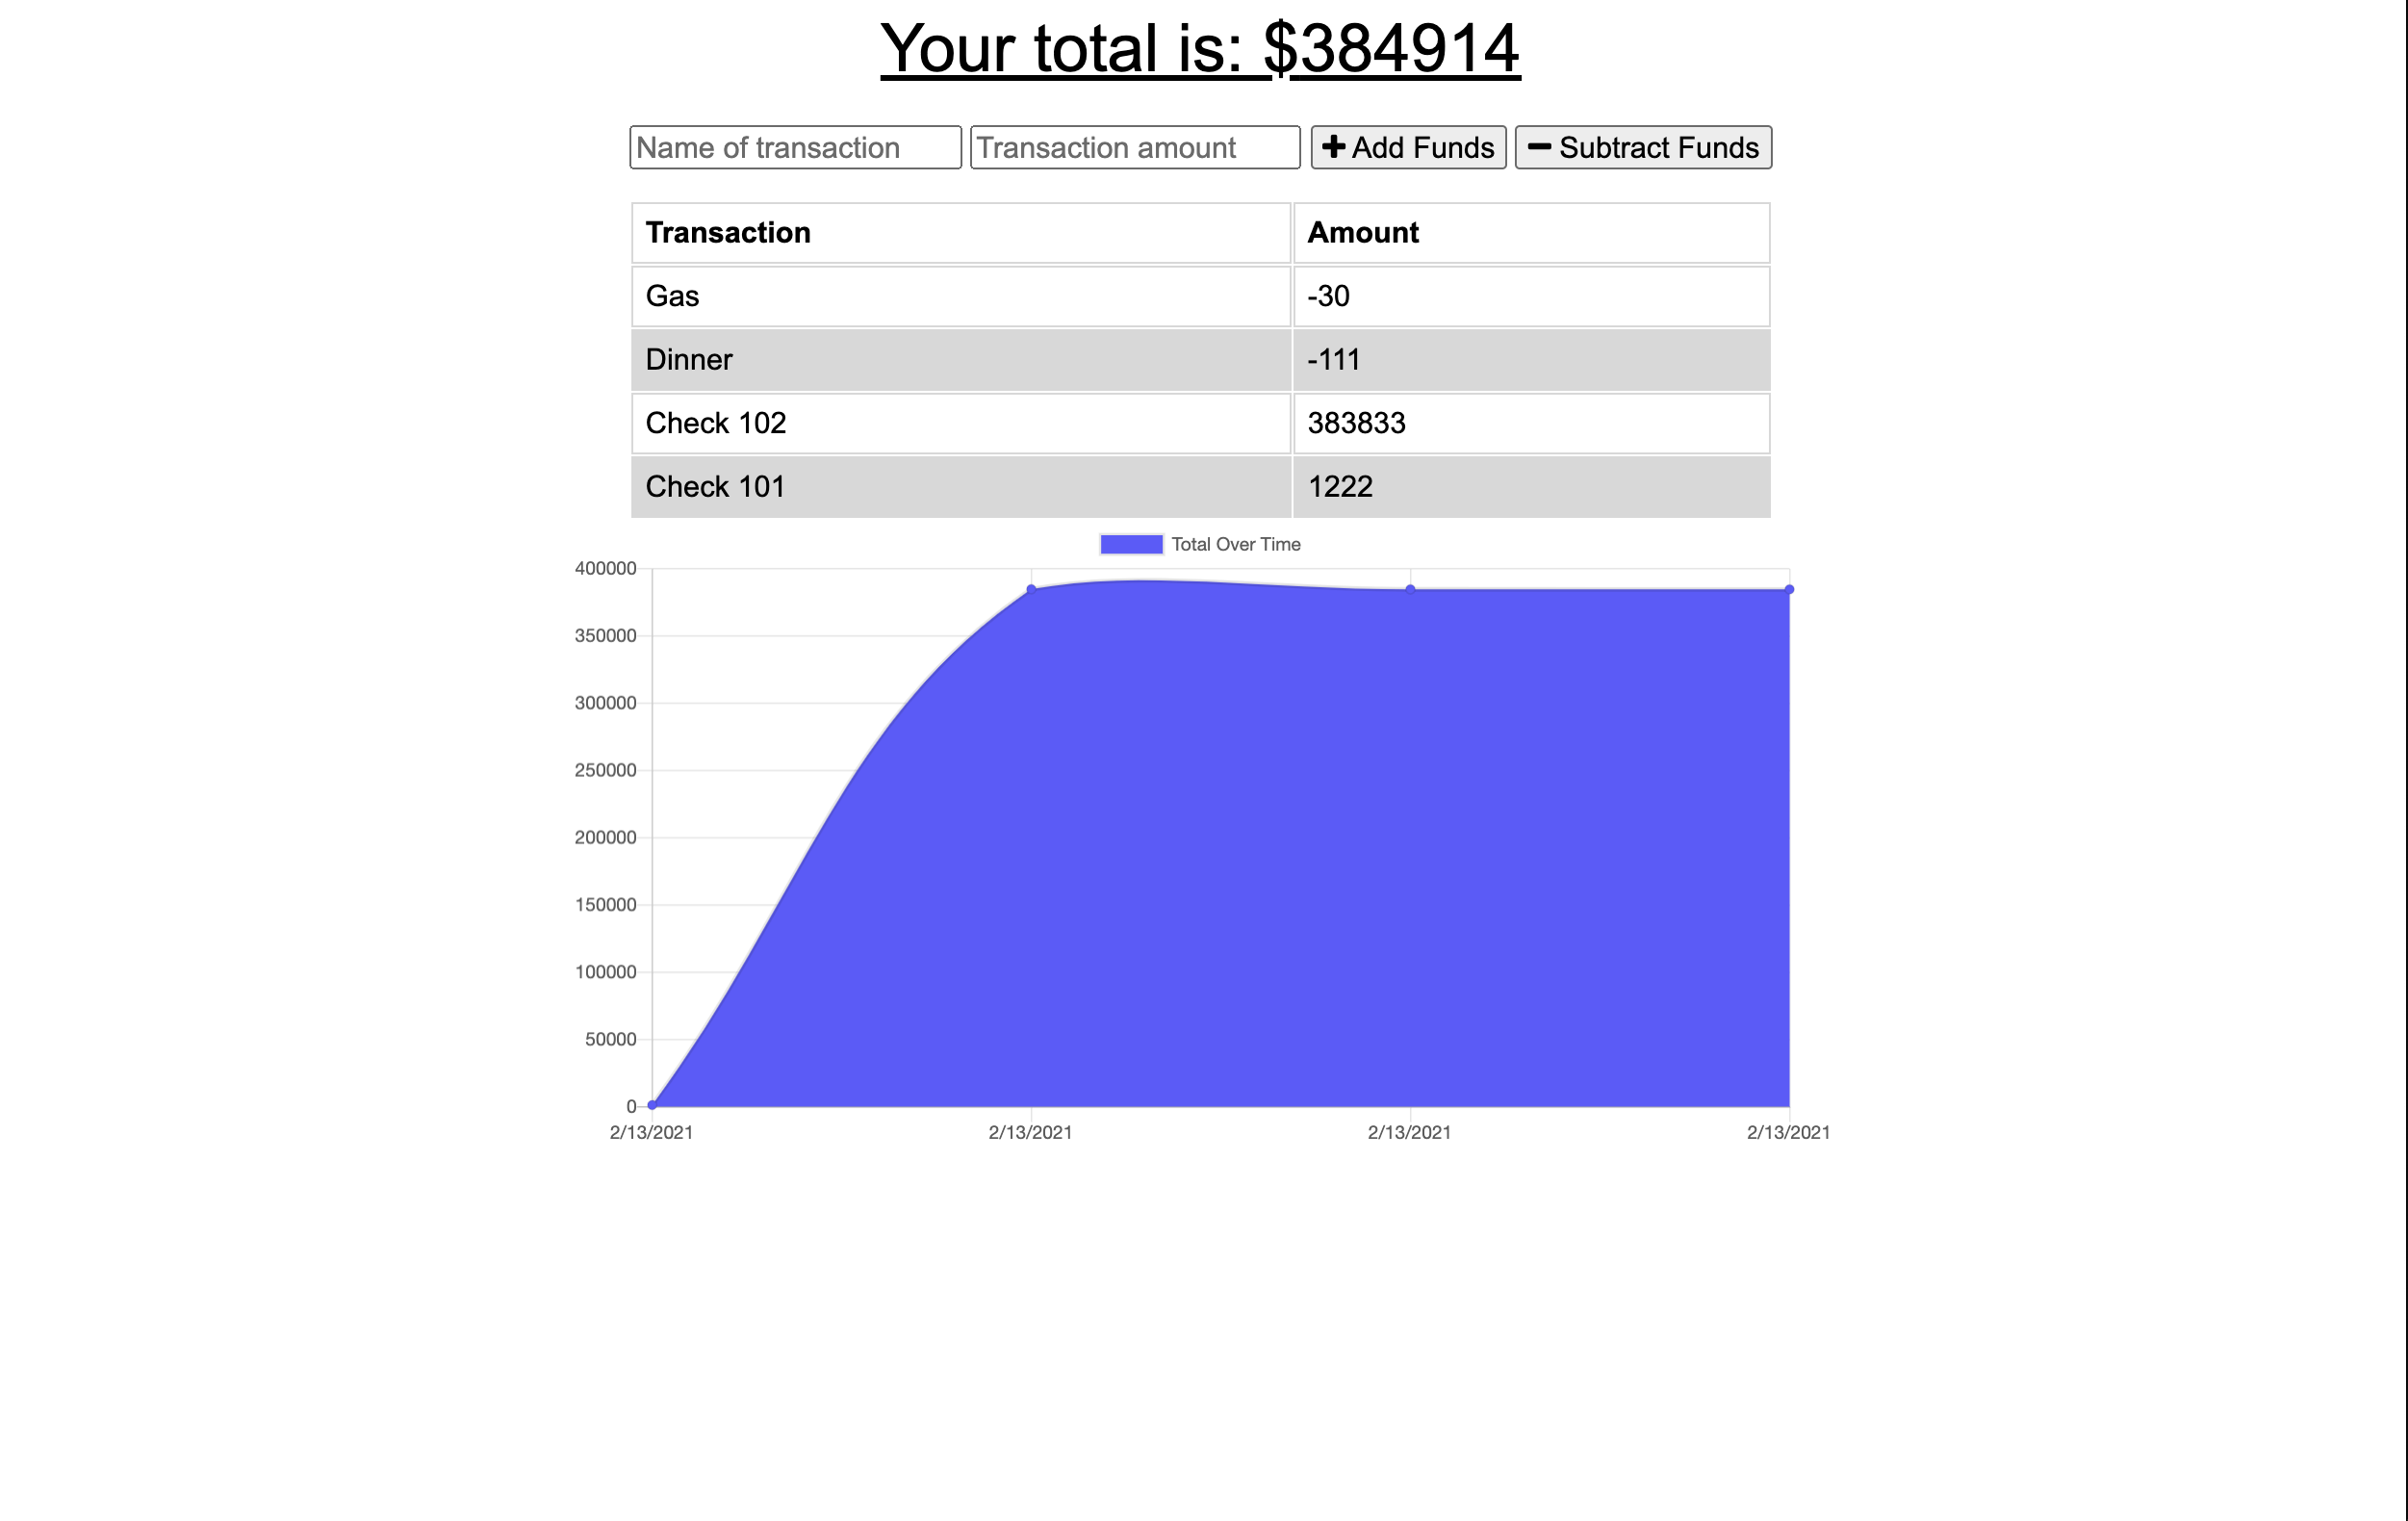 Your total is: $384914
Name of transaction Transaction amount Add Funds Subtract Funds
Transaction Amount
Gas -30
Dinner -111
Check 102 383833
Check 101 1222
Total Over Time
400000
350000
300000
250000
200000
150000
100000
50000
0
2/13/2021 2/13/2021 2/13/2021 2/13/2021